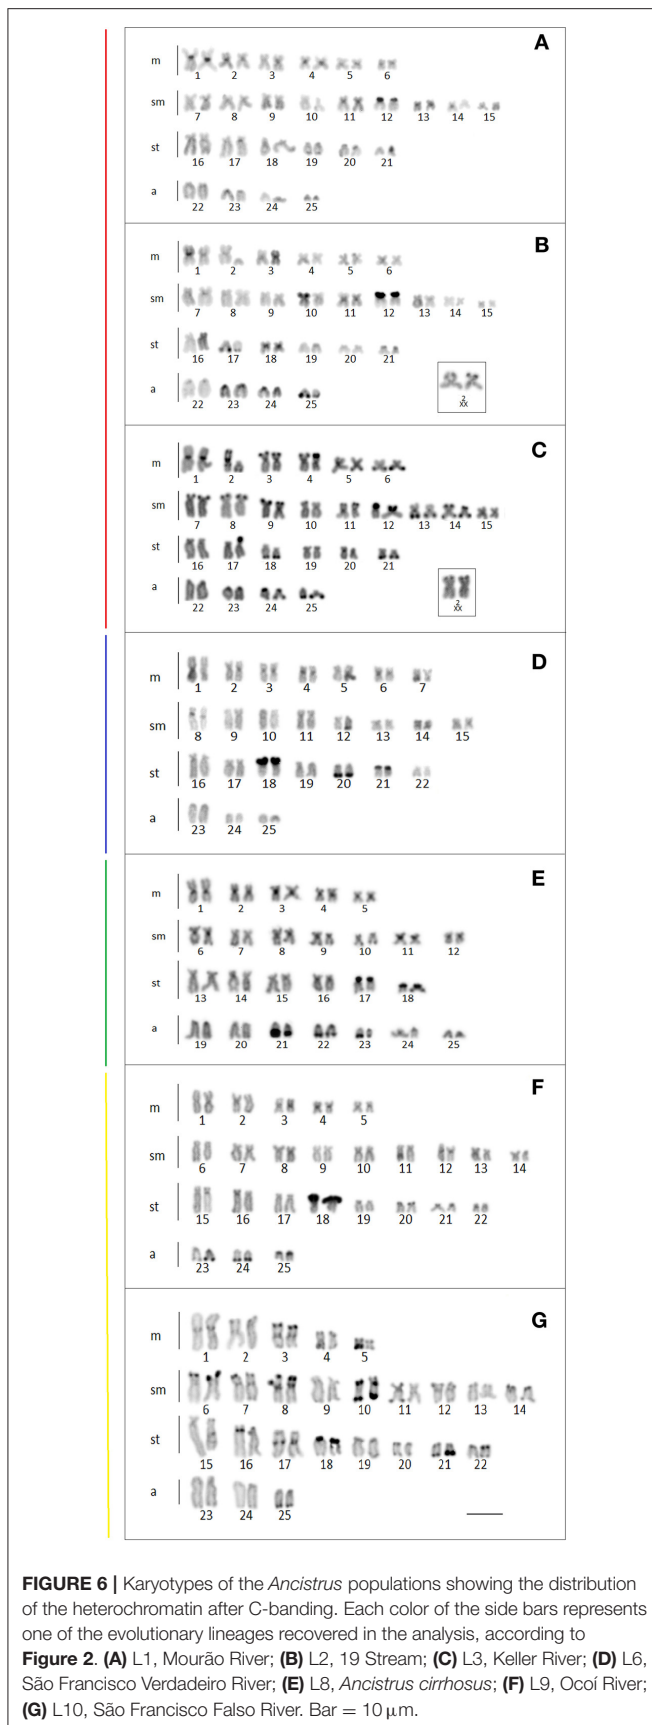 A
m
1 2 3 4 5 6
sm
7 8 9 10 11 12 13 14 15
st
16 17 18 19 20 21
a
22 23 24 25
B
m
1 2 3 4 5 6
sm
7 8 9 10 11 12 13 14 15
st
16 17 18 19 20 21
a
22 23 24 25
2
XX
C
m
1 2 3 4 5 6
sm
7 8 9 10 11 12 13 14 15
st
16 17 18 19 20 21
a
22 23 24 25
2
XX
D
m
1 2 3 4 5 6 7
sm
8 9 10 11 12 13 14 15
st
16 17 18 19 20 21 22
a
23 24 25
E
m
1 2 3 4 5
sm
6 7 8 9 10 11 12
st
13 14 15 16 17 18
a
19 20 21 22 23 24 25
F
m
1 2 3 4 5
sm
6 7 8 9 10 11 12 13 14
st
15 16 17 18 19 20 21 22
a
23 24 25
G
m
1 2 3 4 5
sm
6 7 8 9 10 11 12 13 14
st
15 16 17 18 19 20 21 22
a
23 24 25
FIGURE 6 | Karyotypes of the Ancistrus populations showing the distribution
of the heterochromatin after C-banding. Each color of the side bars represents
one of the evolutionary lineages recovered in the analysis, according to
Figure 2. (A) L1, Mourão River; (B) L2, 19 Stream; (C) L3, Keller River; (D) L6,
São Francisco Verdadeiro River; (E) L8, Ancistrus cirrhosus; (F) L9, Ocoí River;
(G) L10, São Francisco Falso River. Bar = 10 μm.